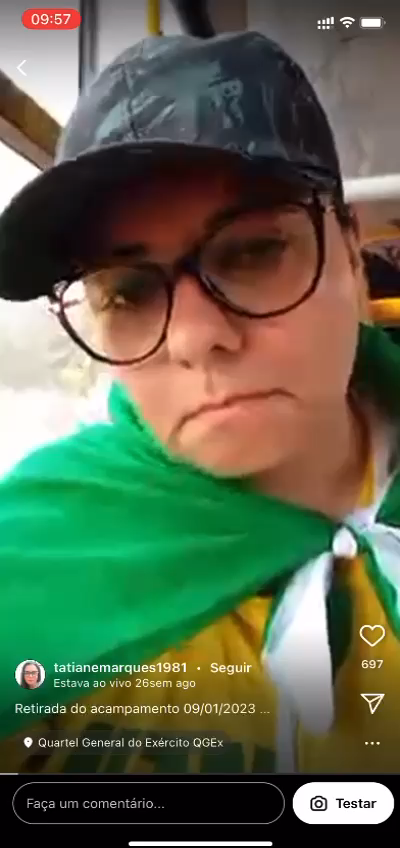 09:57
tatianemarques1981 • Seguir
Estava ao vivo 26sem ago
Retirada do acampamento 09/01/2023 ...
Quartel General do Exército QGEx
697
Faça um comentário...
Testar